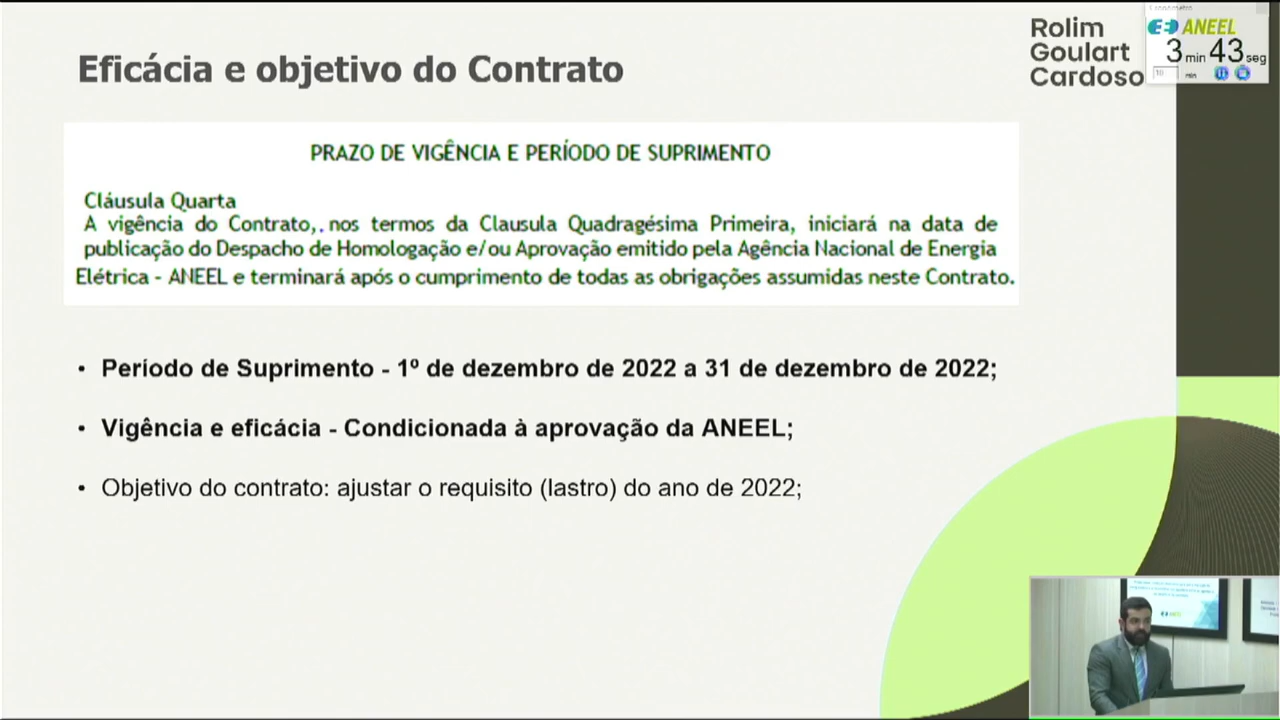 Rolim
Goulart
Cardoso
ANEEL
3 min 43 seg
10 min
Eficácia e objetivo do Contrato
PRAZO DE VIGÊNCIA E PERÍODO DE SUPRIMENTO
Cláusula Quarta
A vigência do Contrato,. nos termos da Clausula Quadragésima Primeira, iniciará na data de
publicação do Despacho de Homologação e/ou Aprovação emitido pela Agência Nacional de Energia
Elétrica - ANEEL e terminará após o cumprimento de todas as obrigações assumidas neste Contrato.
• Período de Suprimento - 1º de dezembro de 2022 a 31 de dezembro de 2022;
• Vigência e eficácia - Condicionada à aprovação da ANEEL;
• Objetivo do contrato: ajustar o requisito (lastro) do ano de 2022;